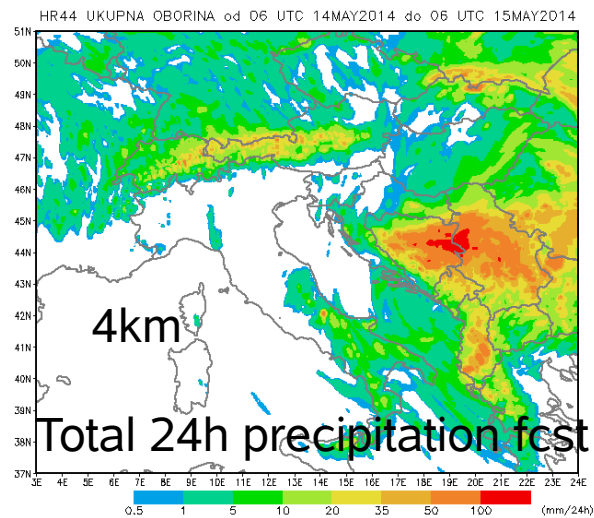 HR44 UKUPNA OBORINA od 06 UTC 14MAY2014 do 06 UTC 15MAY2014
51N
50N
49N
48N
47N
46N
45N
44N
43N
42N
4km
41N
40N
39N
Total 24h precipitation fcst
38N
37N
3E 4E 5E 6E 7E 8E 9E 10E 11E 12E 13E 14E 15E 16E 17E 18E 19E 20E 21E 22E 23E 24E
0.5 1 5 10 20 35 50 100 (mm/24h)